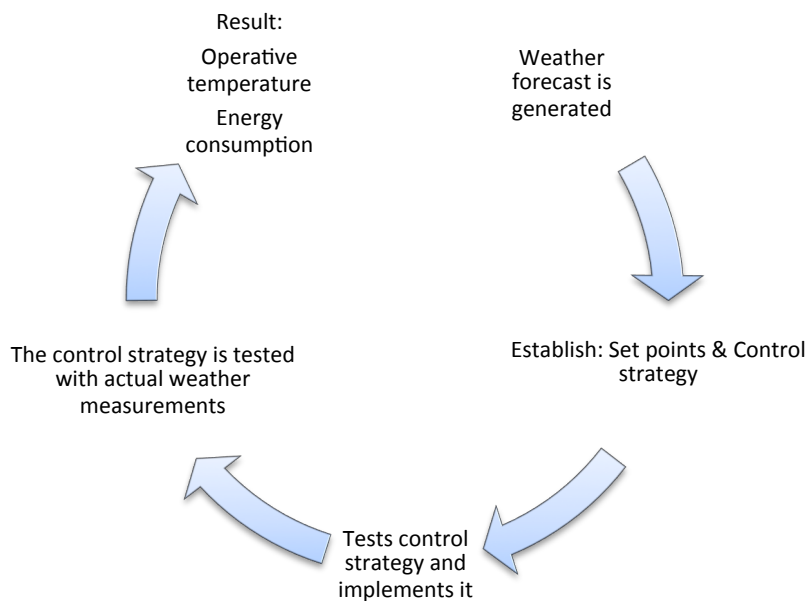 Result:
Operative
temperature
Energy
consumption
Weather
forecast is
generated
Establish: Set points & Control
strategy
Tests control
strategy and
implements it
The control strategy is tested
with actual weather
measurements